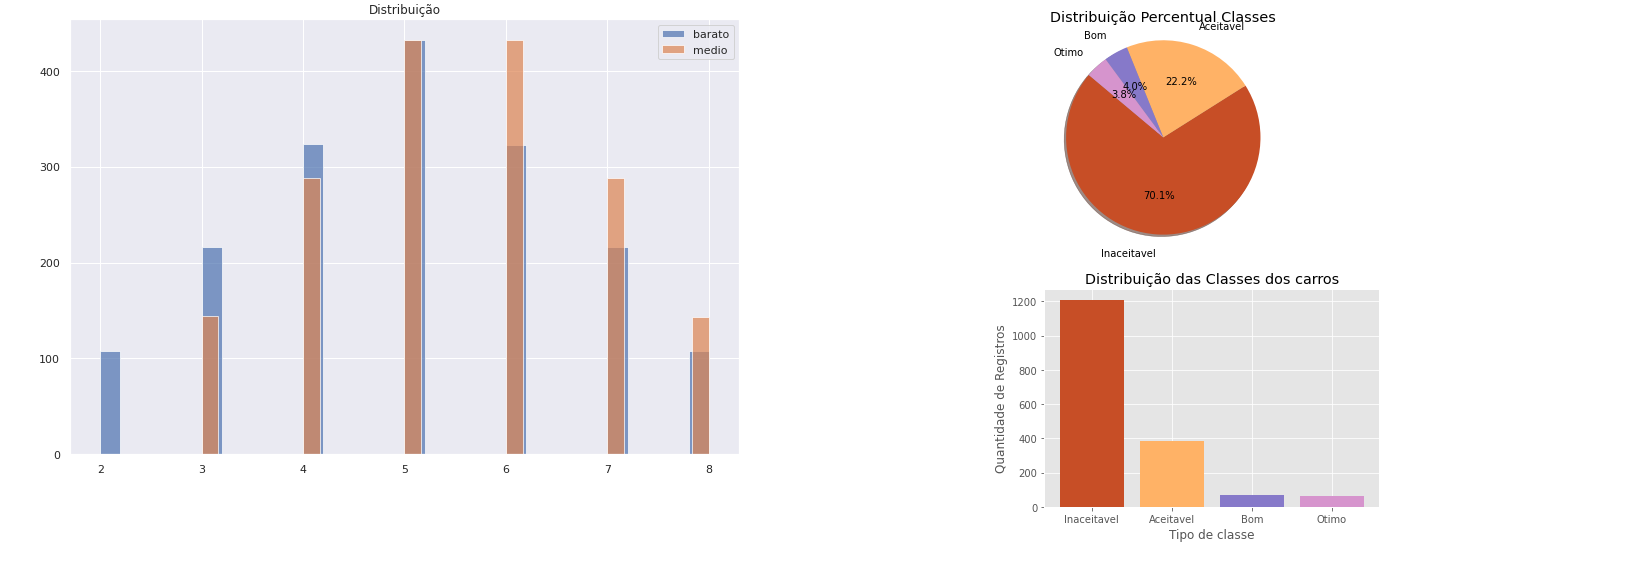 Distribuição
barato
medio
400
300
200
100
0
2 3 4 5 6 7 8
Distribuição Percentual Classes
Aceitavel
Bom
Otimo
22.2%
4.0%
3.8%
70.1%
Inaceitavel
Distribuição das Classes dos carros
1200
1000
800
600
400
200
0
Quantidade de Registros
Inaceitavel Aceitavel Bom Otimo
Tipo de classe